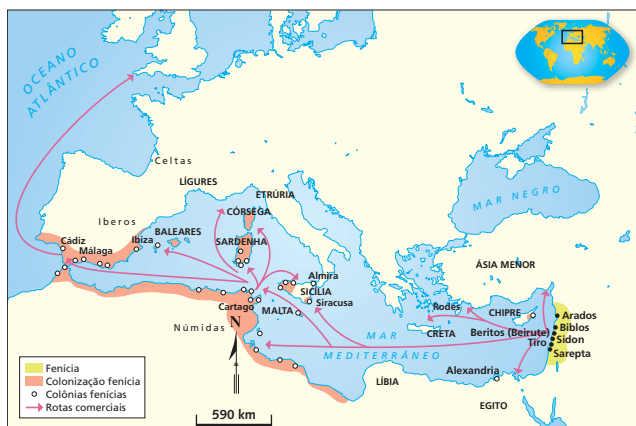 OCEANO
ATLÂNTICO
Celtas
LÍGURES
ETRÚRIA
CÓRSEGA
MAR NEGRO
Iberos
BALEARES
Ibiza
Cádiz
Málaga
SARDENHA
Almira
SICÍLIA
Siracusa
ÁSIA MENOR
Rodes
CHIPRE
Arados
Biblos
Beritos (Beirute)
Sidon
Tiro
Sarepta
CRETA
Cartago
MALTA
MAR
MEDITERRÂNEO
Númidas
N
Alexandria
LÍBIA
EGITO
Fenícia
Colonização fenícia
Colônias fenícias
Rotas comerciais
590 km